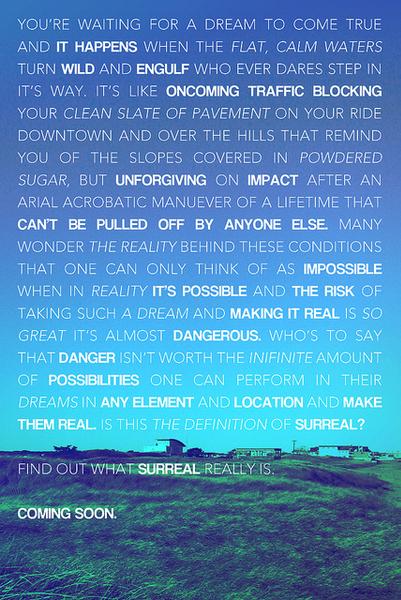 YOU'RE WAITING FOR A DREAM TO COME TRUE
AND IT HAPPENS WHEN THE FLAT, CALM WATERS
TURN WILD AND ENGULF WHO EVER DARES STEP IN
IT'S WAY. IT'S LIKE ONCOMING TRAFFIC BLOCKING
YOUR CLEAN SLATE OF PAVEMENT ON YOUR RIDE
DOWNTOWN AND OVER THE HILLS THAT REMIND
YOU OF THE SLOPES COVERED IN POWDERED
SUGAR, BUT UNFORGIVING ON IMPACT AFTER AN
ARIAL ACROBATIC MANUEVER OF A LIFETIME THAT
CAN'T BE PULLED OFF BY ANYONE ELSE. MANY
WONDER THE REALITY BEHIND THESE CONDITIONS
THAT ONE CAN ONLY THINK OF AS IMPOSSIBLE
WHEN IN REALITY IT'S POSSIBLE AND THE RISK OF
TAKING SUCH A DREAM AND MAKING IT REAL IS SO
GREAT IT'S ALMOST DANGEROUS. WHO'S TO SAY
THAT DANGER ISN'T WORTH THE INIFINITE AMOUNT
OF POSSIBILITIES ONE CAN PERFORM IN THEIR
DREAMS IN ANY ELEMENT AND LOCATION AND MAKE
THEM REAL. IS THIS THE DEFINITION OF SURREAL?
FIND OUT WHAT SURREAL REALLY IS.
COMING SOON.